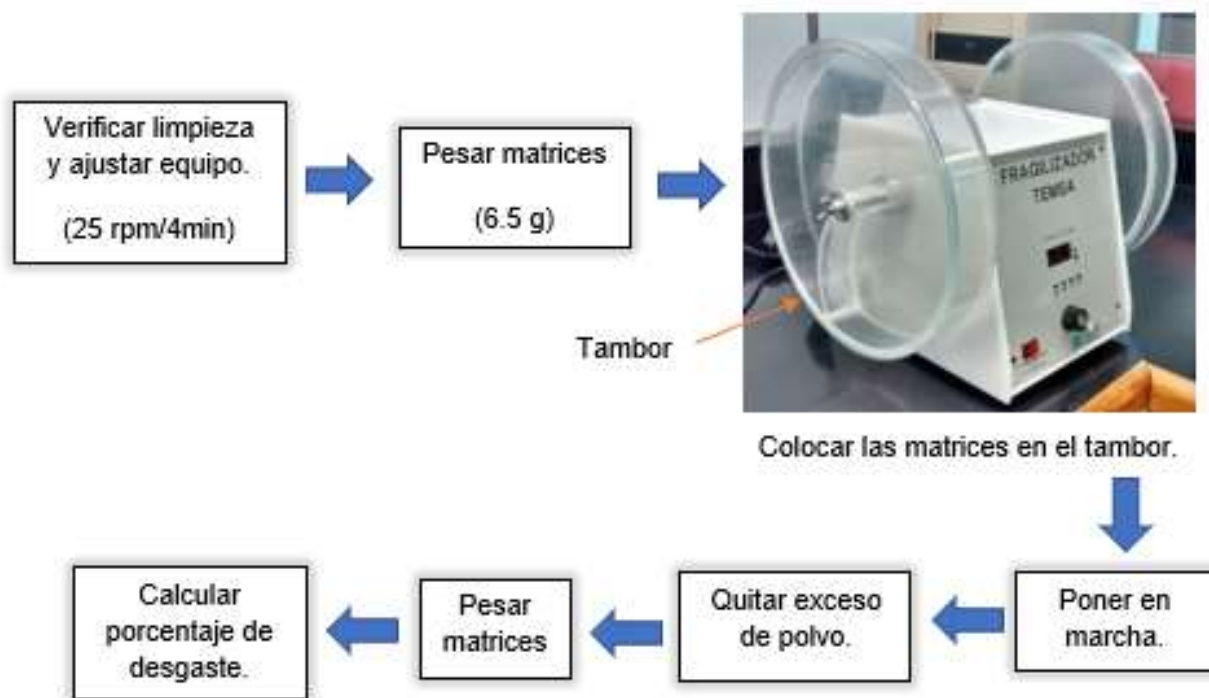 Verificar limpieza
y ajustar equipo.
(25 rpm/4min)
Pesar matrices
(6.5 g)
FRAGILIZADOR
TEMSA
Tambor
Colocar las matrices en el tambor.
Poner en
marcha.
Quitar exceso
de polvo.
Pesar
matrices
Calcular
porcentaje de
desgaste.